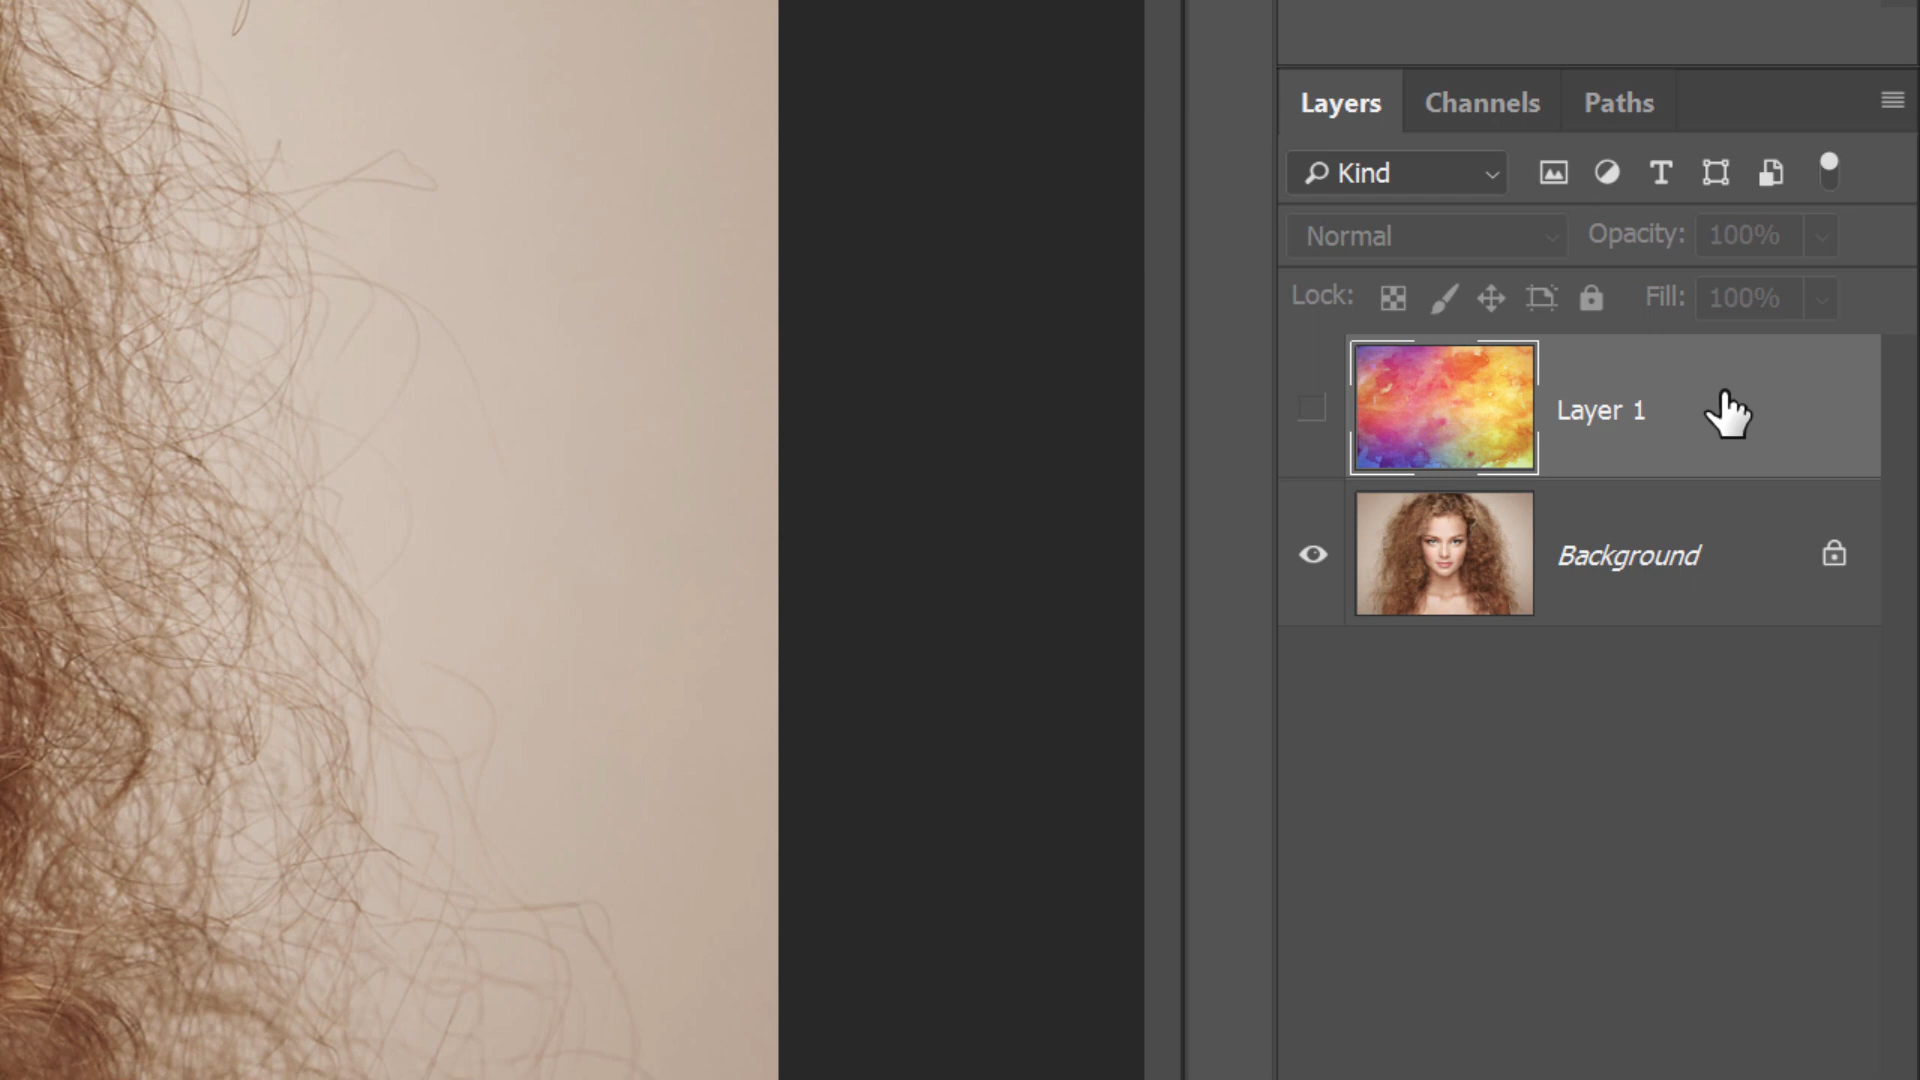 Layers Channels Paths
Kind
Normal Opacity: 100%
Lock: Fill: 100%
Layer 1
Background